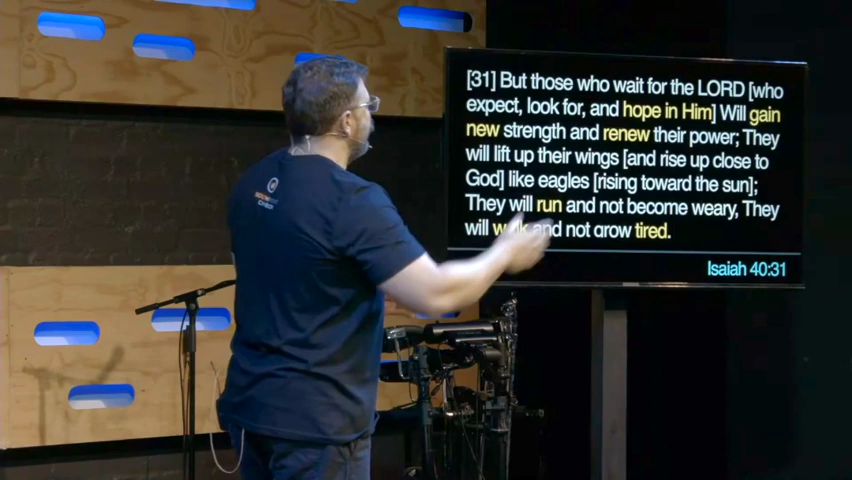 [31] But those who wait for the LORD [who
expect, look for, and hope in Him] Will gain
new strength and renew their power; They
will lift up their wings [and rise up close to
God] like eagles [rising toward the sun];
They will run and not become weary, They
will walk and not grow tired.
Isaiah 40:31